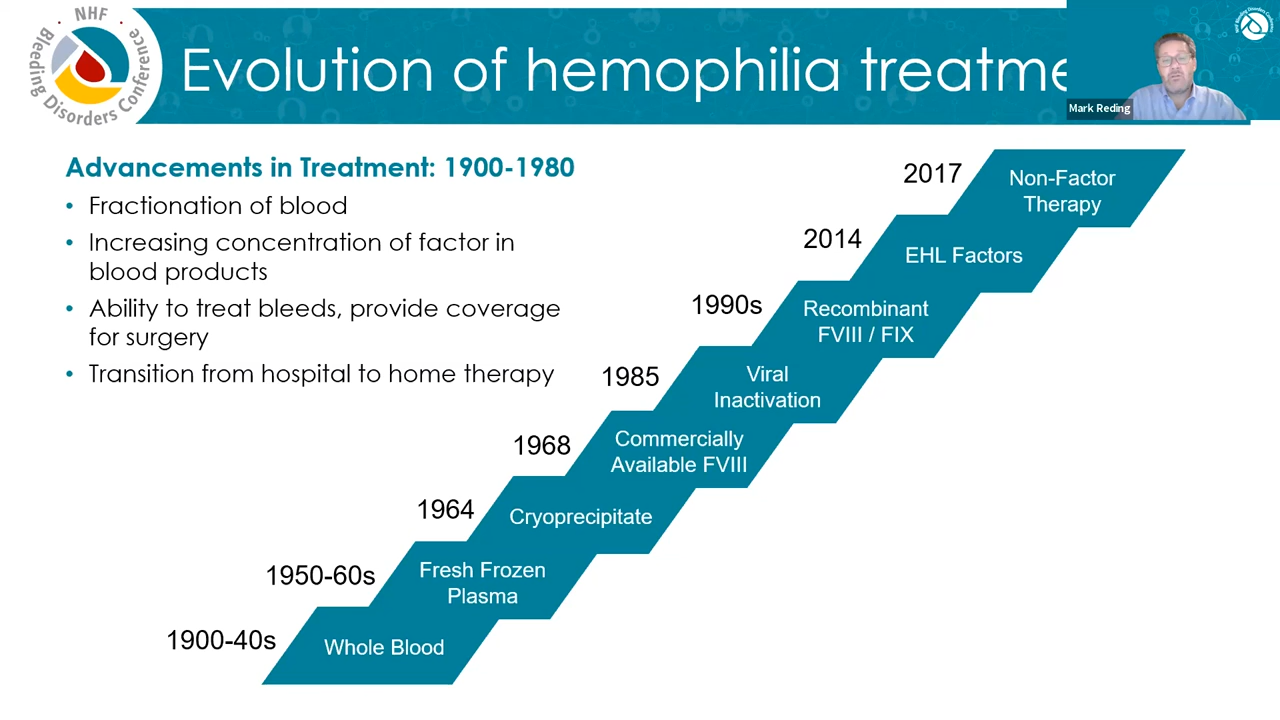 NHF
Bleeding Disorders Conference
Evolution of hemophilia treatme
Mark Reding
Advancements in Treatment: 1900-1980
• Fractionation of blood
• Increasing concentration of factor in
blood products
• Ability to treat bleeds, provide coverage
for surgery
• Transition from hospital to home therapy
2017
Non-Factor
Therapy
2014
EHL Factors
1990s
Recombinant
FVIII / FIX
1985
Viral
Inactivation
1968
Commercially
Available FVIII
1964
Cryoprecipitate
1950-60s
Fresh Frozen
Plasma
1900-40s
Whole Blood